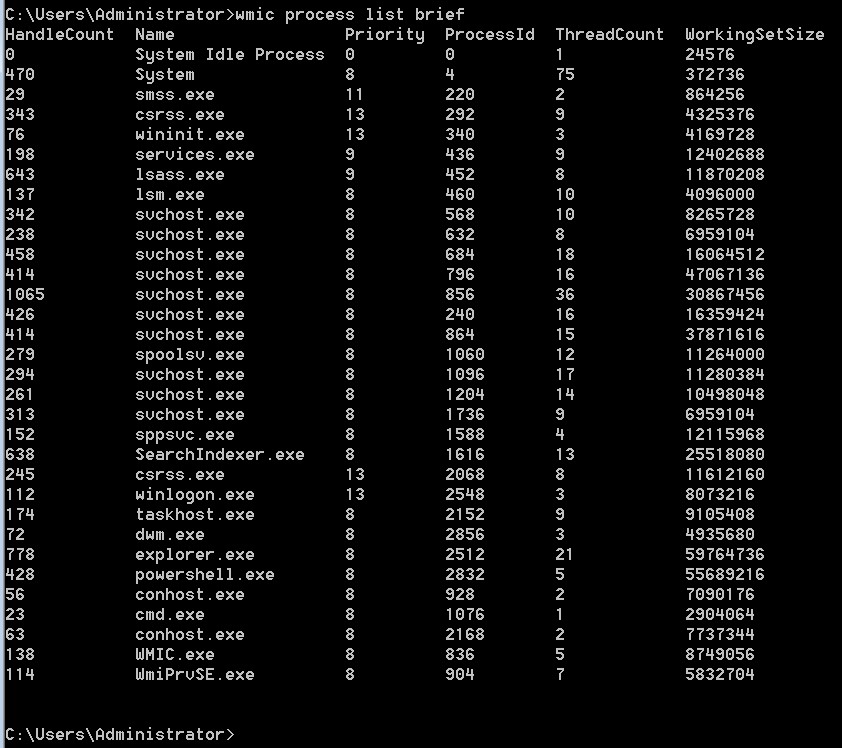 C:\Users\Administrator>wmic process list brief
HandleCount  Name                 Priority  ProcessId  ThreadCount  WorkingSetSize
0            System Idle Process  0         0          1            24576
470          System               8         4          75           372736
29           smss.exe             11        220        2            864256
343          csrss.exe            13        292        9            4325376
76           wininit.exe          13        340        3            4169728
198          services.exe         9         436        9            12402688
643          lsass.exe            9         452        8            11870208
137          lsm.exe              8         460        10           4096000
342          svchost.exe          8         568        10           8265728
238          svchost.exe          8         632        8            6959104
458          svchost.exe          8         684        18           16064512
414          svchost.exe          8         796        16           47067136
1065         svchost.exe          8         856        36           30867456
426          svchost.exe          8         240        16           16359424
414          svchost.exe          8         864        15           37871616
279          spoolsv.exe          8         1060       12           11264000
294          svchost.exe          8         1096       17           11280384
261          svchost.exe          8         1204       14           10498048
313          svchost.exe          8         1736       9            6959104
152          sppsvc.exe           8         1588       4            12115968
638          SearchIndexer.exe    8         1616       13           25518080
245          csrss.exe            13        2068       8            11612160
112          winlogon.exe         13        2548       3            8073216
174          taskhost.exe         8         2152       9            9105408
72           dwm.exe              8         2856       3            4935680
778          explorer.exe         8         2512       21           59764736
428          powershell.exe       8         2832       5            55689216
56           conhost.exe          8         928        2            7090176
23           cmd.exe              8         1076       1            2904064
63           conhost.exe          8         2168       2            7737344
138          WMIC.exe             8         836        5            8749056
114          WmiPrvSE.exe         8         904        7            5832704
C:\Users\Administrator>